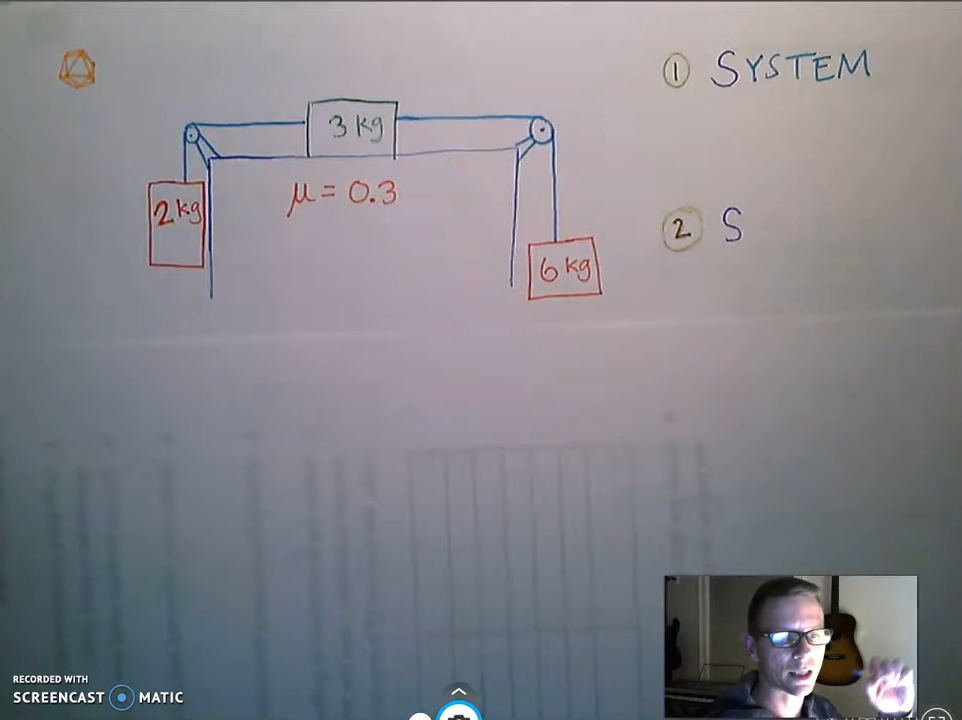 ① SYSTEM
3 kg
μ = 0.3
2 kg
② S
6 kg
RECORDED WITH
SCREENCAST MATIC